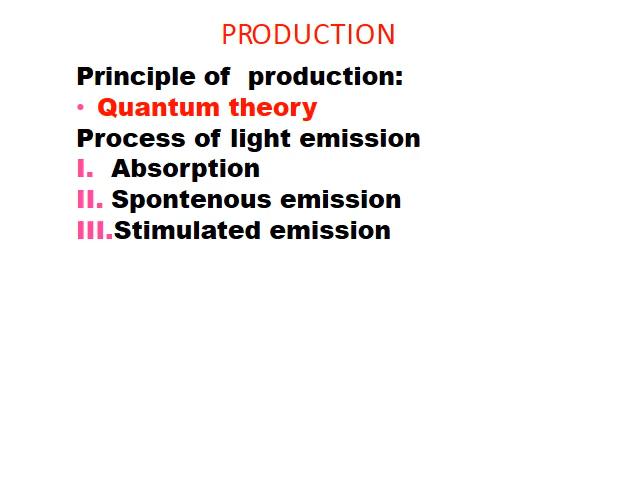 PRODUCTION
Principle of  production:
• Quantum theory
Process of light emission
I. Absorption
II. Spontenous emission
III.Stimulated emission